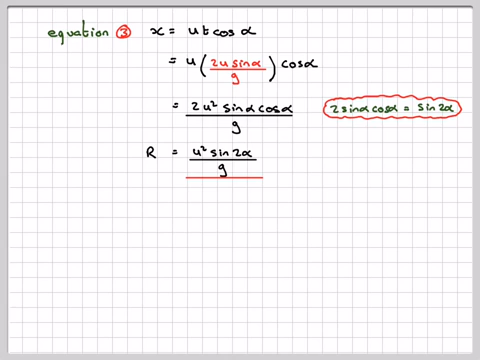 equation ③ x = ut cos α
= u (2u sin α / g) cos α
= 2u² sin α cos α / g
2 sin α cos α = sin 2α
R = u² sin 2α / g